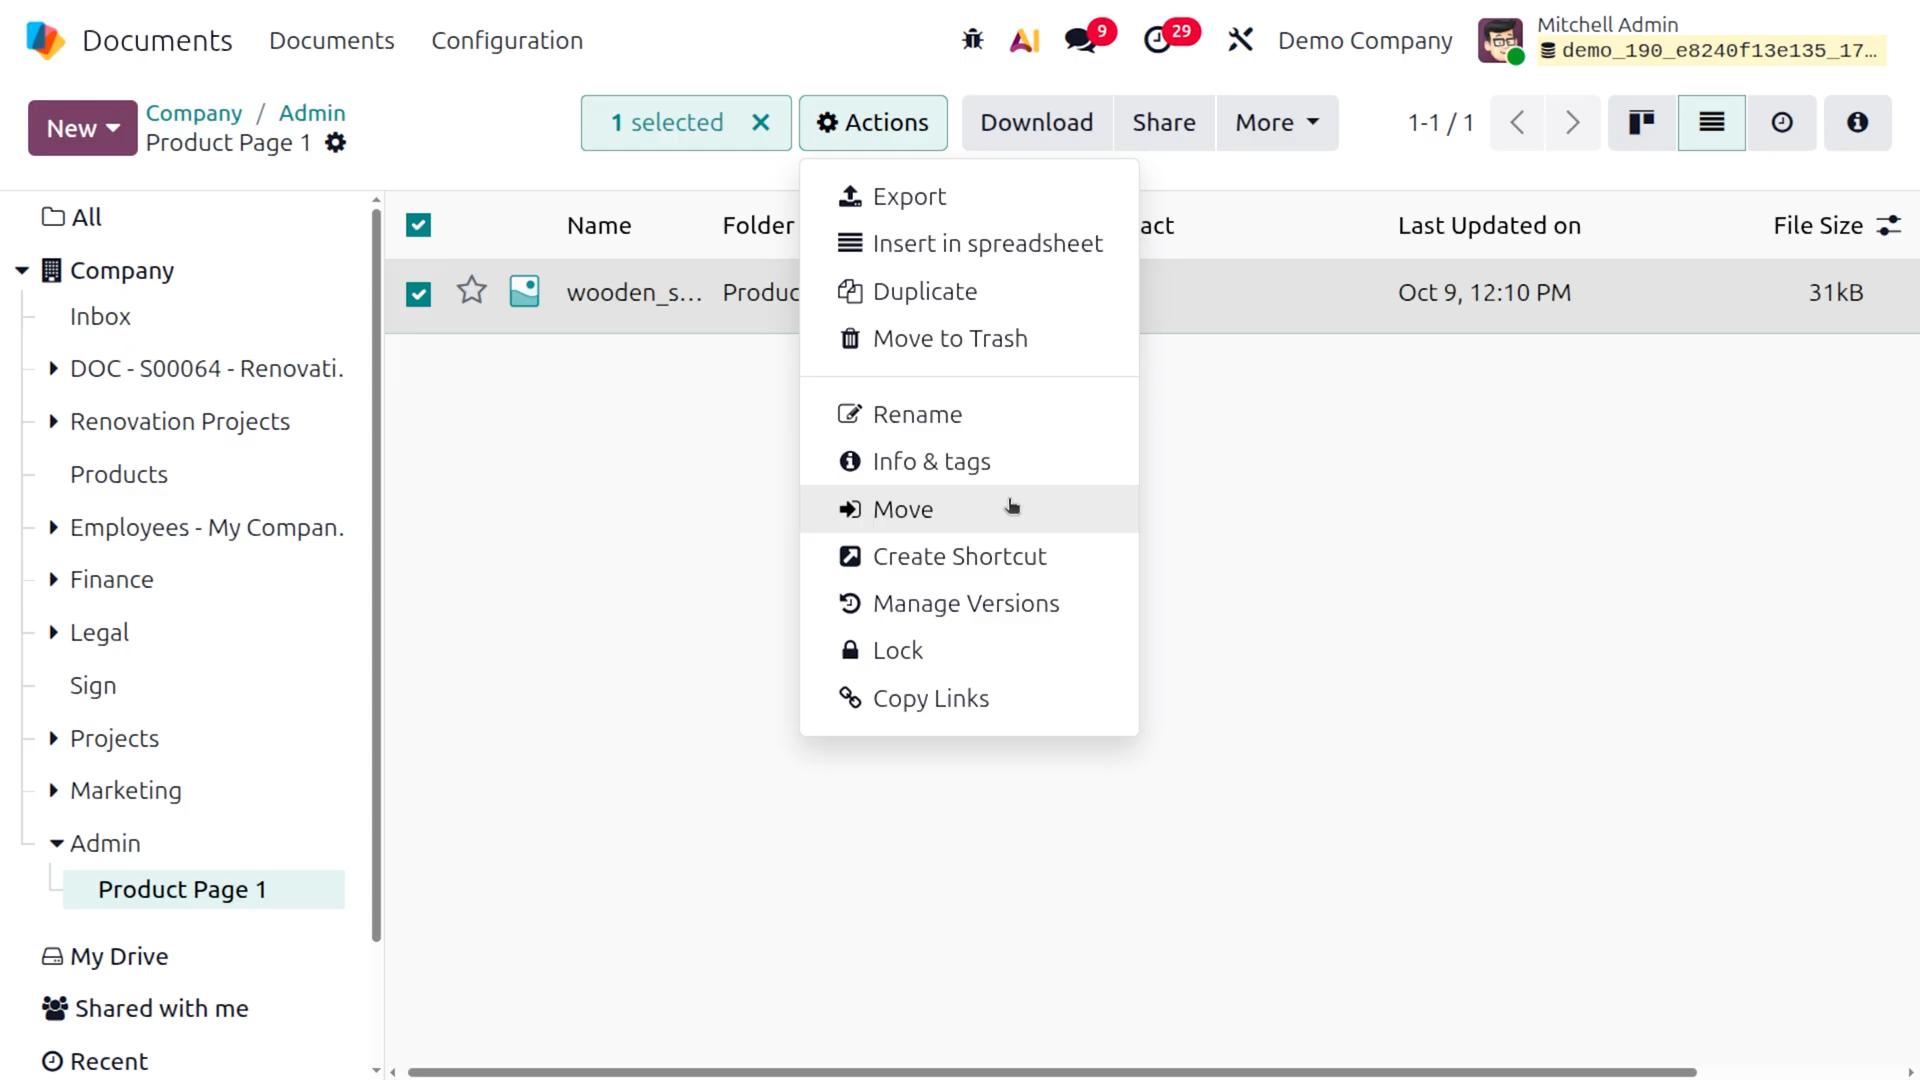 Documents Documents Configuration 9 29 Demo Company Mitchell Admin
demo_190_e8240f13e135_17...
New Company / Admin
Product Page 1
1 selected Actions Download Share More 1-1 / 1
All
Company
Inbox
DOC - S00064 - Renovati.
Renovation Projects
Products
Employees - My Compan.
Finance
Legal
Sign
Projects
Marketing
Admin
Product Page 1
My Drive
Shared with me
Recent
Name Folder act Last Updated on File Size
wooden_s... Produc Oct 9, 12:10 PM 31kB
Export
Insert in spreadsheet
Duplicate
Move to Trash
Rename
Info & tags
Move
Create Shortcut
Manage Versions
Lock
Copy Links